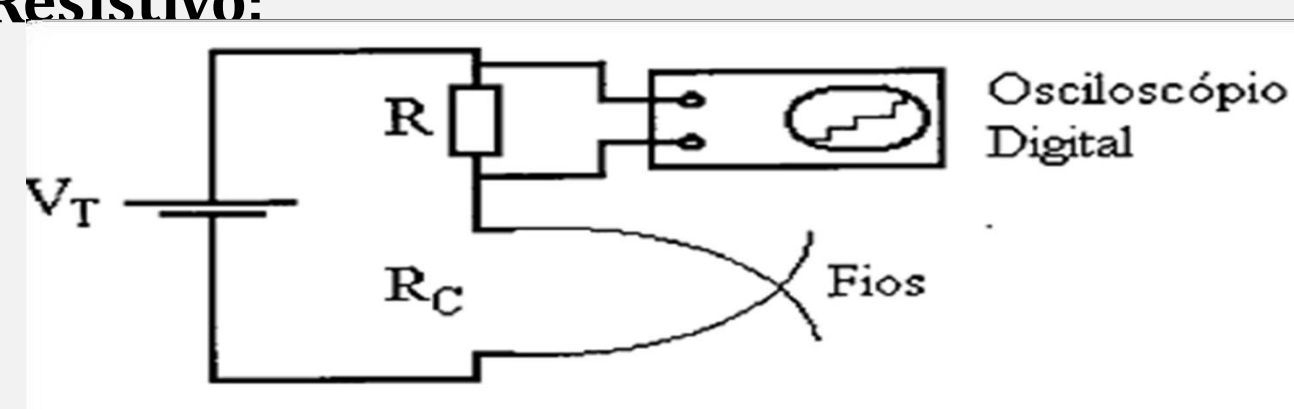 Resistivo:
R
Osciloscópio
Digital
V_T
R_C
Fios